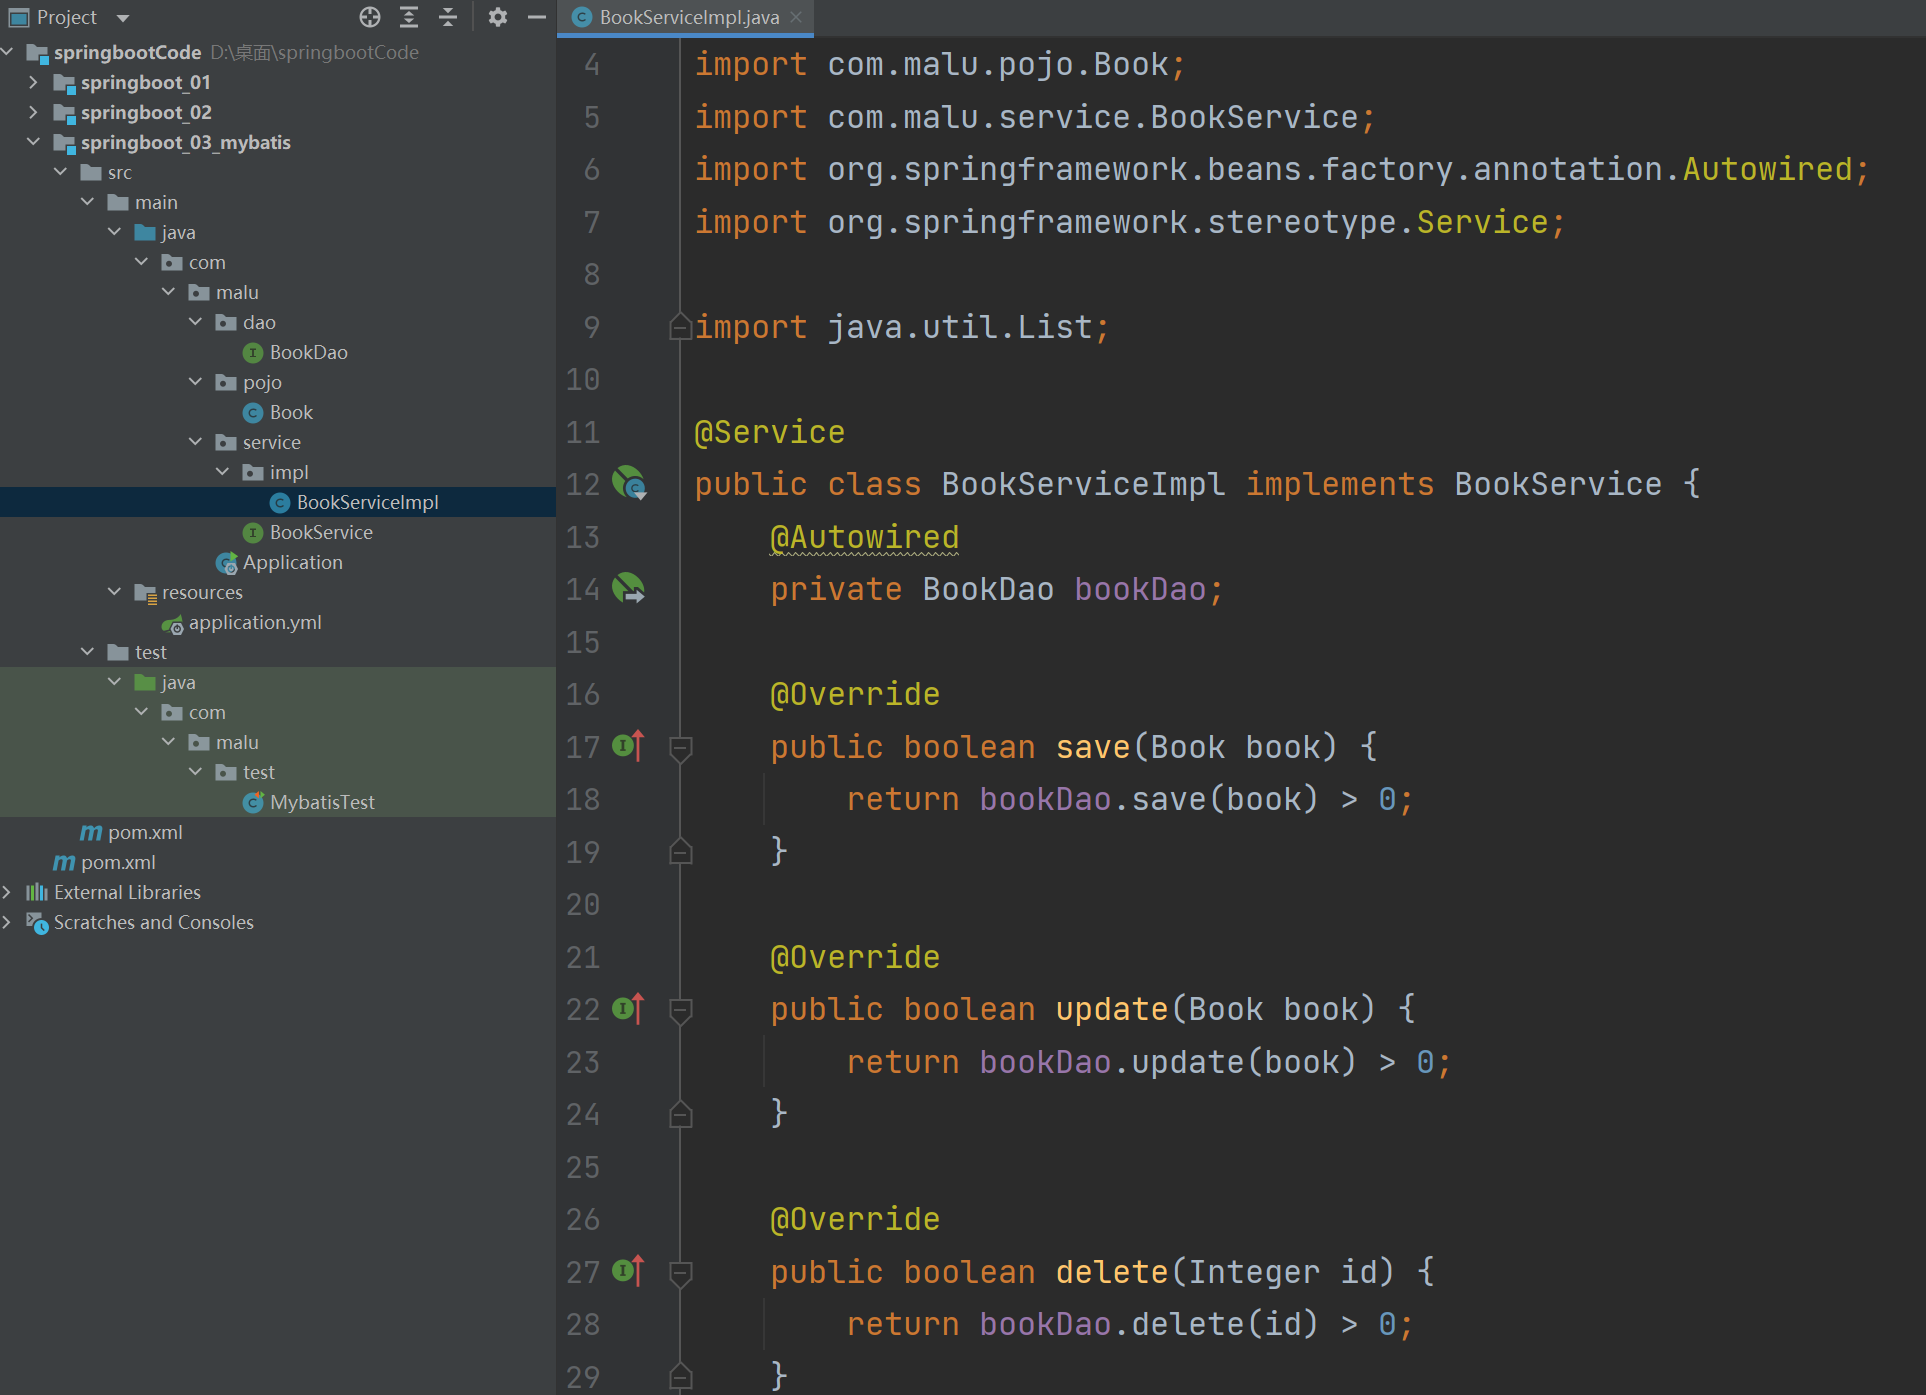 Project
springbootCode D:\桌面\springbootCode
springboot_01
springboot_02
springboot_03_mybatis
src
main
java
com
malu
dao
BookDao
pojo
Book
service
impl
BookServiceImpl
BookService
Application
resources
application.yml
test
java
com
malu
test
MybatisTest
pom.xml
pom.xml
External Libraries
Scratches and Consoles
BookServiceImpl.java
4 import com.malu.pojo.Book;
5 import com.malu.service.BookService;
6 import org.springframework.beans.factory.annotation.Autowired;
7 import org.springframework.stereotype.Service;
8
9 import java.util.List;
10
11 @Service
12 public class BookServiceImpl implements BookService {
13 @Autowired
14 private BookDao bookDao;
15
16 @Override
17 public boolean save(Book book) {
18 return bookDao.save(book) > 0;
19 }
20
21 @Override
22 public boolean update(Book book) {
23 return bookDao.update(book) > 0;
24 }
25
26 @Override
27 public boolean delete(Integer id) {
28 return bookDao.delete(id) > 0;
29 }